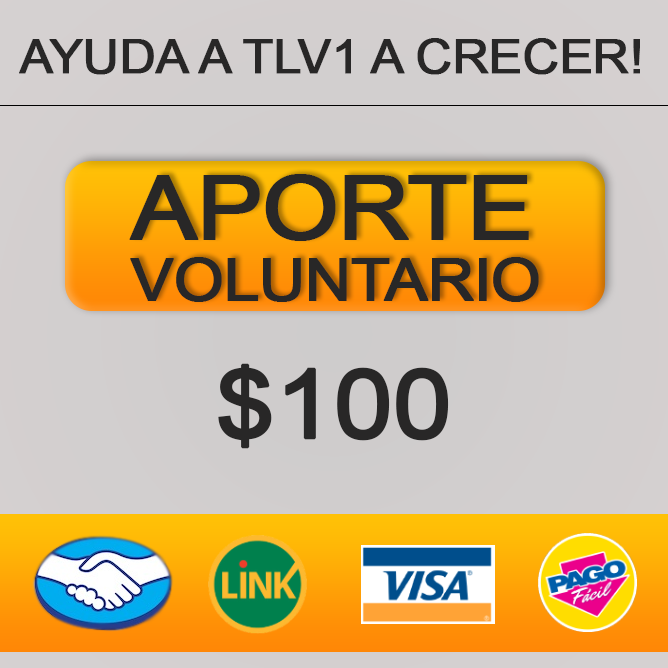 AYUDA A TLV1 A CRECER!
APORTE
VOLUNTARIO
$100
LINK
VISA
PAGO
Fácil